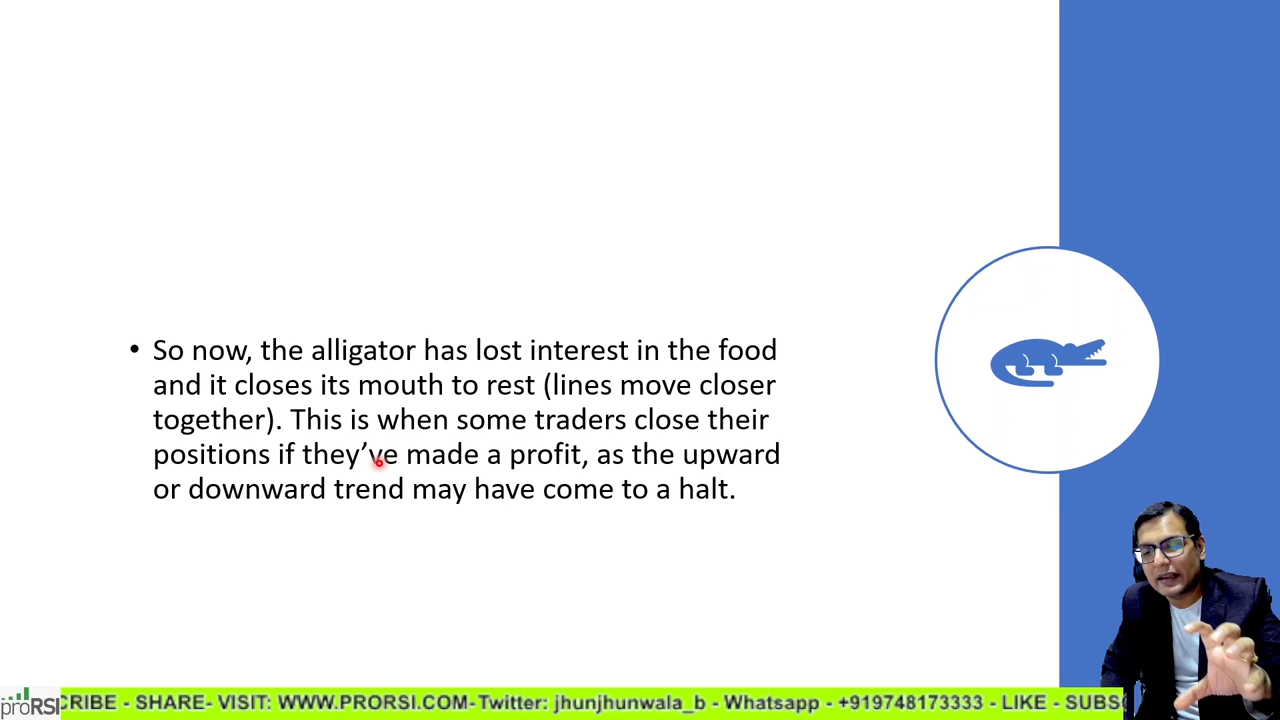 • So now, the alligator has lost interest in the food
and it closes its mouth to rest (lines move closer
together). This is when some traders close their
positions if they’ve made a profit, as the upward
or downward trend may have come to a halt.
proRSI
CRIBE - SHARE- VISIT: WWW.PRORSI.COM-Twitter: jhunjhunwala_b - Whatsapp - +919748173333 - LIKE - SUBS